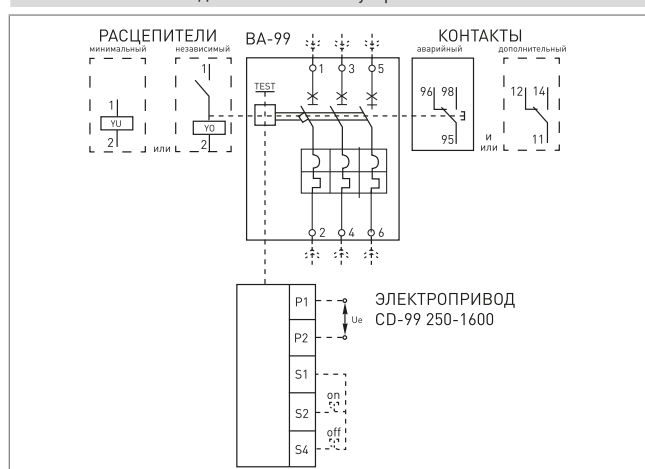 РАСЦЕПИТЕЛИ
минимальный
независимый
ВА-99
КОНТАКТЫ
аварийный
дополнительный
1
3
5
TEST
1
YU
2
или
1
YO
2
96
98
95
и
или
12
14
11
2
4
6
ЭЛЕКТРОПРИВОД
CD-99 250-1600
P1
Ue
P2
S1
on
S2
off
S4